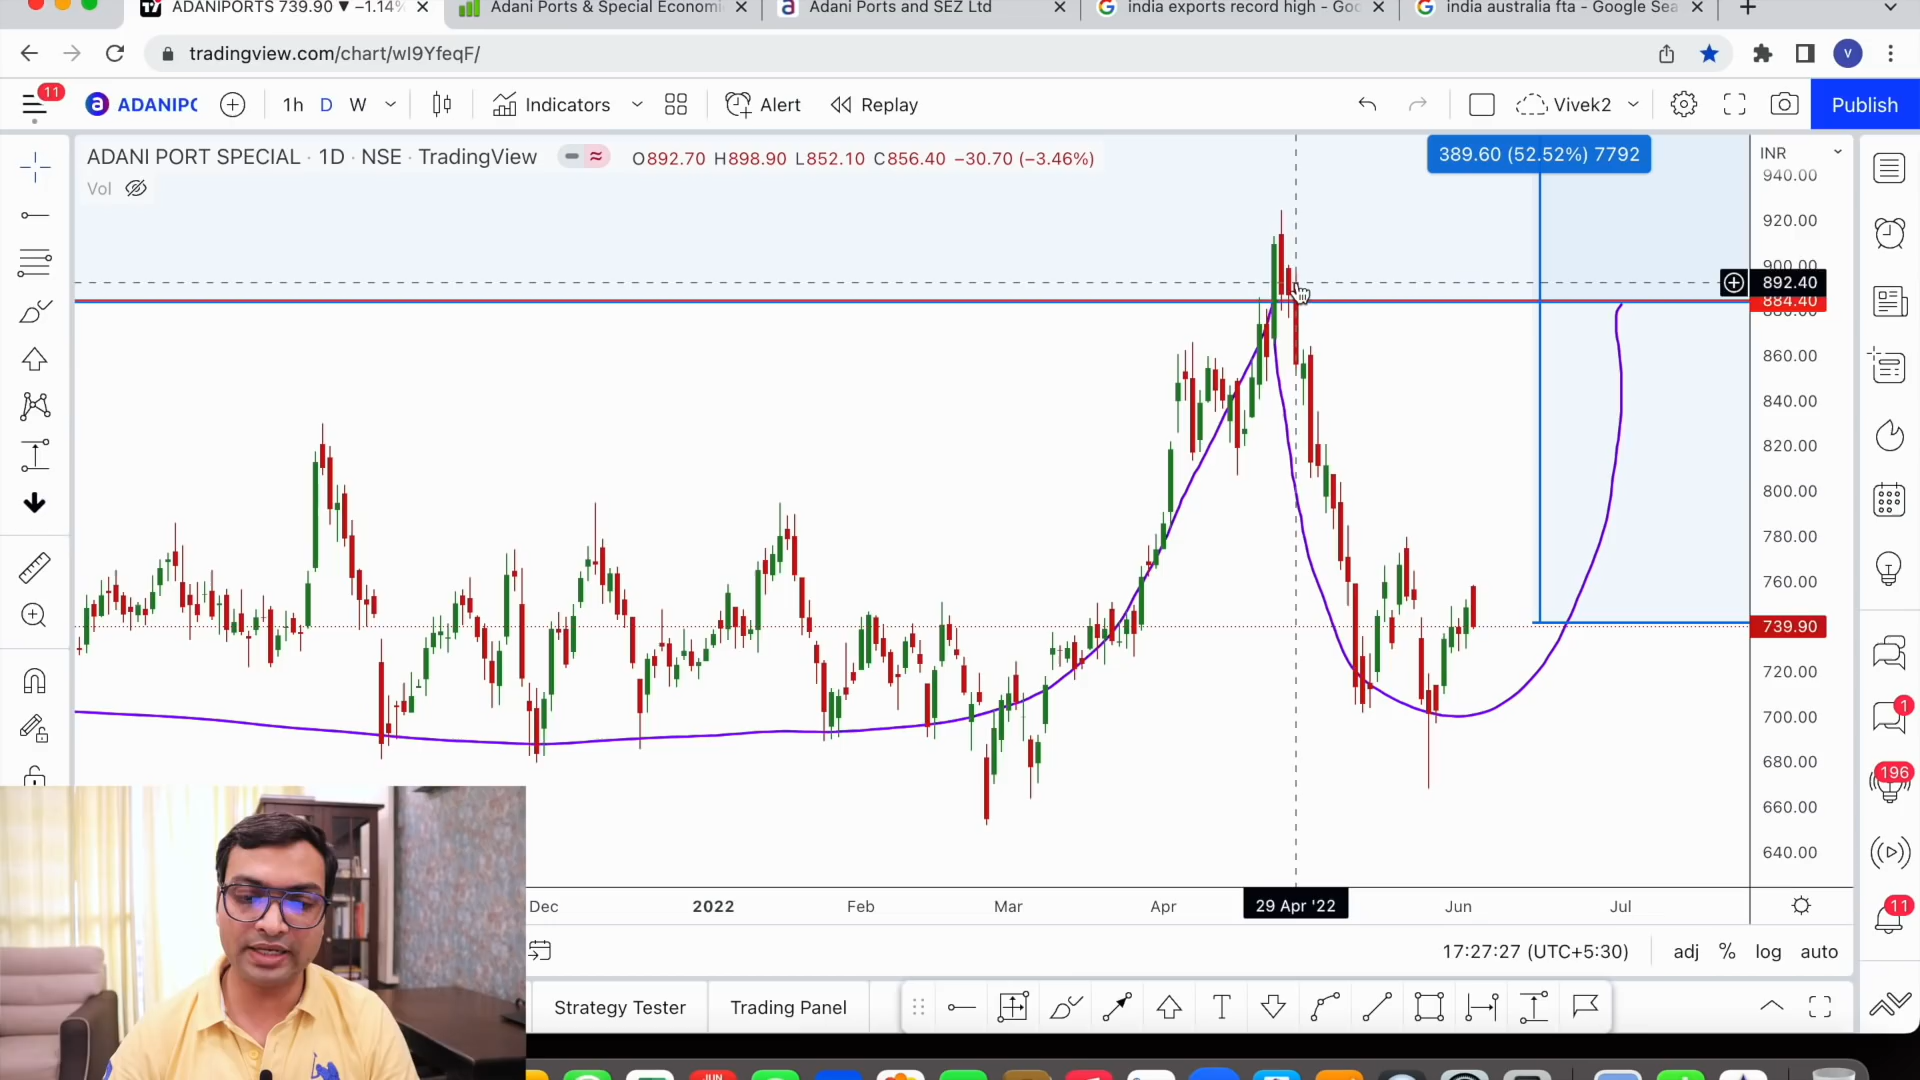 ADANIPORTS 739.90 ▼ −1.14%
Adani Ports & Special Economi
Adani Ports and SEZ Ltd
india exports record high - Goo
india australia fta - Google Sea
tradingview.com/chart/wI9YfeqF/
V
11
a ADANIPO
1h D W
Indicators
Alert
Replay
Vivek2
Publish
ADANI PORT SPECIAL · 1D · NSE · TradingView
O892.70 H898.90 L852.10 C856.40 −30.70 (−3.46%)
Vol
389.60 (52.52%) 7792
INR
940.00
920.00
900.00
892.40
884.40
880.00
860.00
840.00
820.00
800.00
780.00
760.00
739.90
720.00
700.00
680.00
660.00
640.00
1
196
11
Dec 2022 Feb Mar Apr 29 Apr '22 Jun Jul
17:27:27 (UTC+5:30)
adj % log auto
Strategy Tester
Trading Panel
T
JUN